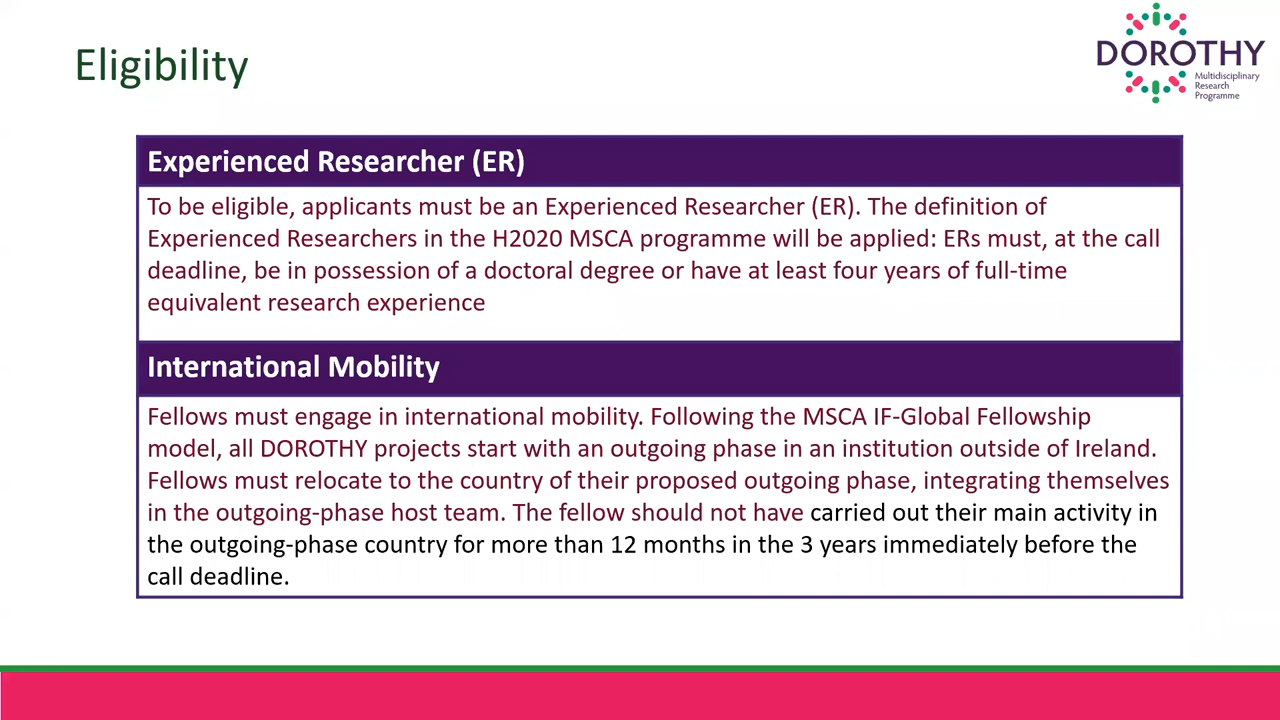 Eligibility
DOROTHY
Multidisciplinary
Research
Programme
Experienced Researcher (ER)
To be eligible, applicants must be an Experienced Researcher (ER). The definition of
Experienced Researchers in the H2020 MSCA programme will be applied: ERs must, at the call
deadline, be in possession of a doctoral degree or have at least four years of full-time
equivalent research experience
International Mobility
Fellows must engage in international mobility. Following the MSCA IF-Global Fellowship
model, all DOROTHY projects start with an outgoing phase in an institution outside of Ireland.
Fellows must relocate to the country of their proposed outgoing phase, integrating themselves
in the outgoing-phase host team. The fellow should not have carried out their main activity in
the outgoing-phase country for more than 12 months in the 3 years immediately before the
call deadline.